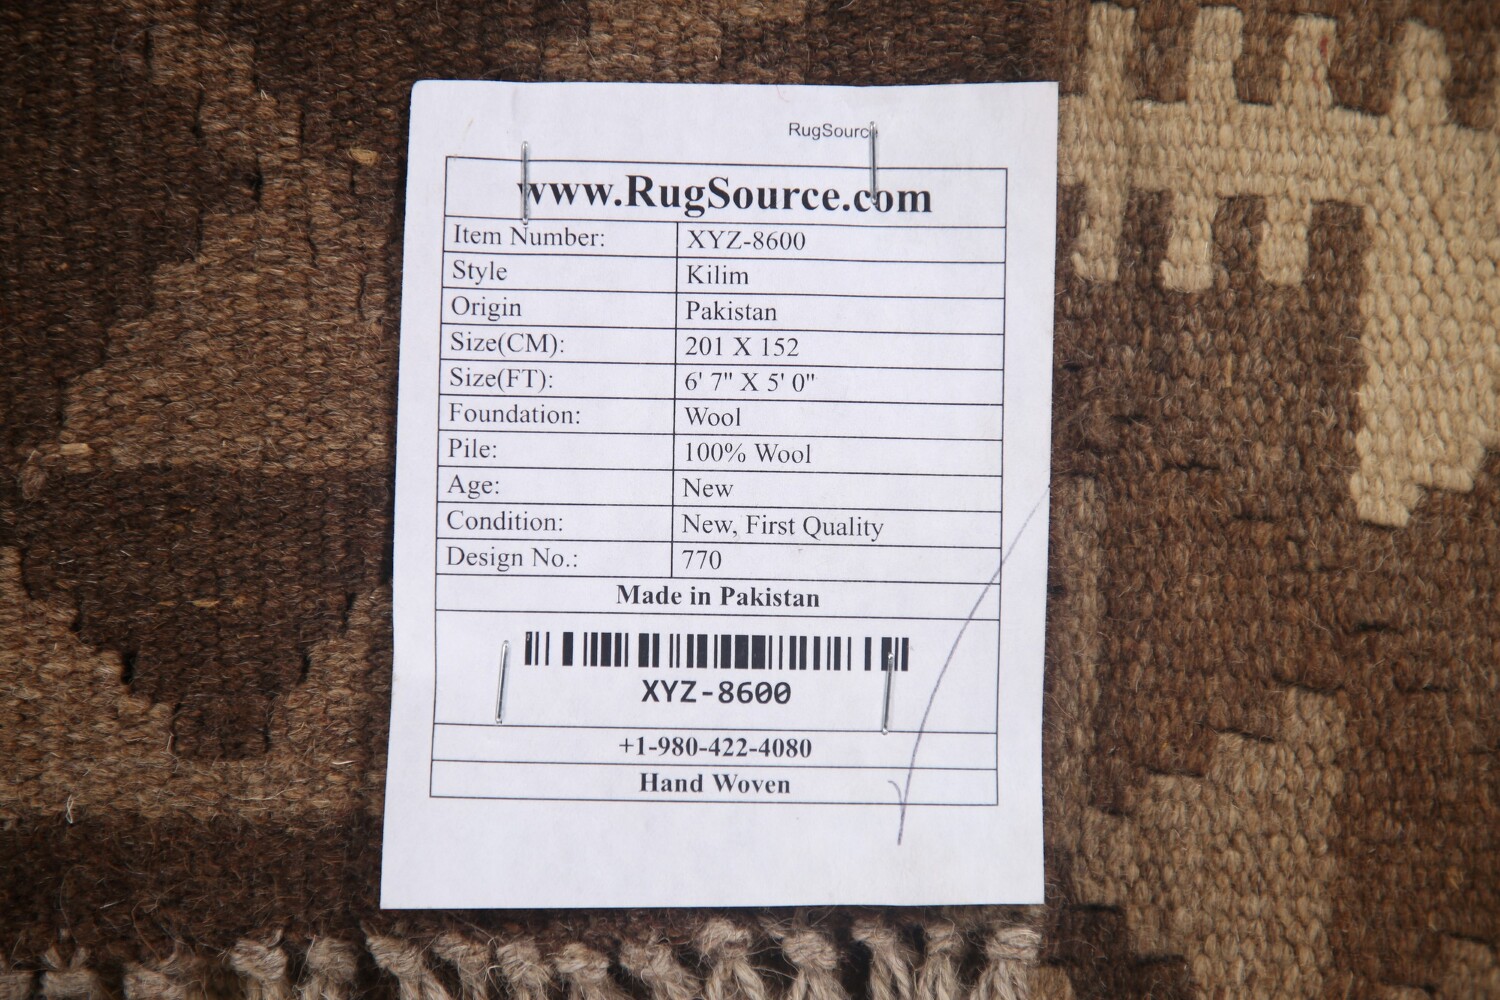 RugSource
www.RugSource.com
Item Number: XYZ-8600
Style Kilim
Origin Pakistan
Size(CM): 201 X 152
Size(FT): 6' 7" X 5' 0"
Foundation: Wool
Pile: 100% Wool
Age: New
Condition: New, First Quality
Design No.: 770
Made in Pakistan
XYZ-8600
+1-980-422-4080
Hand Woven